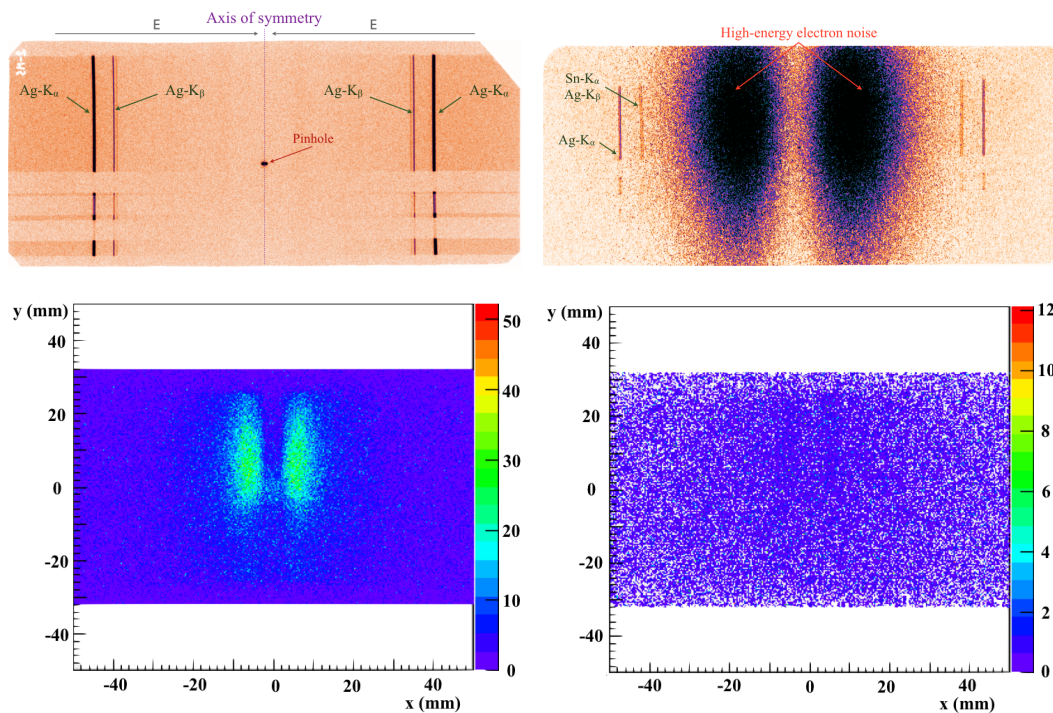 Axis of symmetry
E
E
Ag-Kα
Ag-Kβ
Ag-Kβ
Ag-Kα
Pinhole
High-energy electron noise
Sn-Kα
Ag-Kβ
Ag-Kα
y (mm)
40
20
0
-20
-40
-40
-20
0
20
40
x (mm)
50
40
30
20
10
0
y (mm)
40
20
0
-20
-40
-40
-20
0
20
40
x (mm)
12
10
8
6
4
2
0